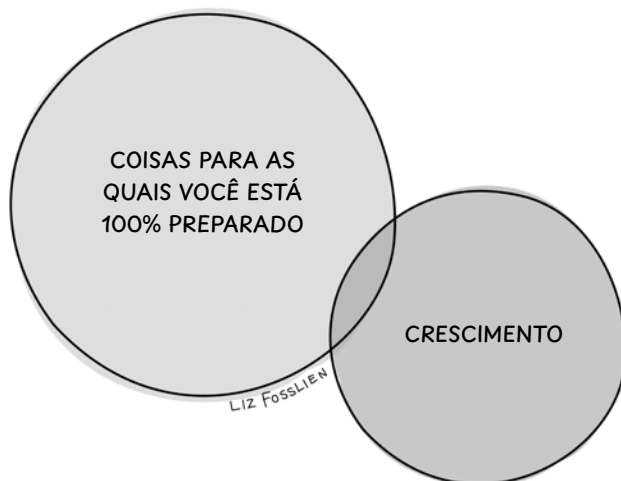 COISAS PARA AS
QUAIS VOCÊ ESTÁ
100% PREPARADO
CRESCIMENTO
LIZ FOSSLIEN